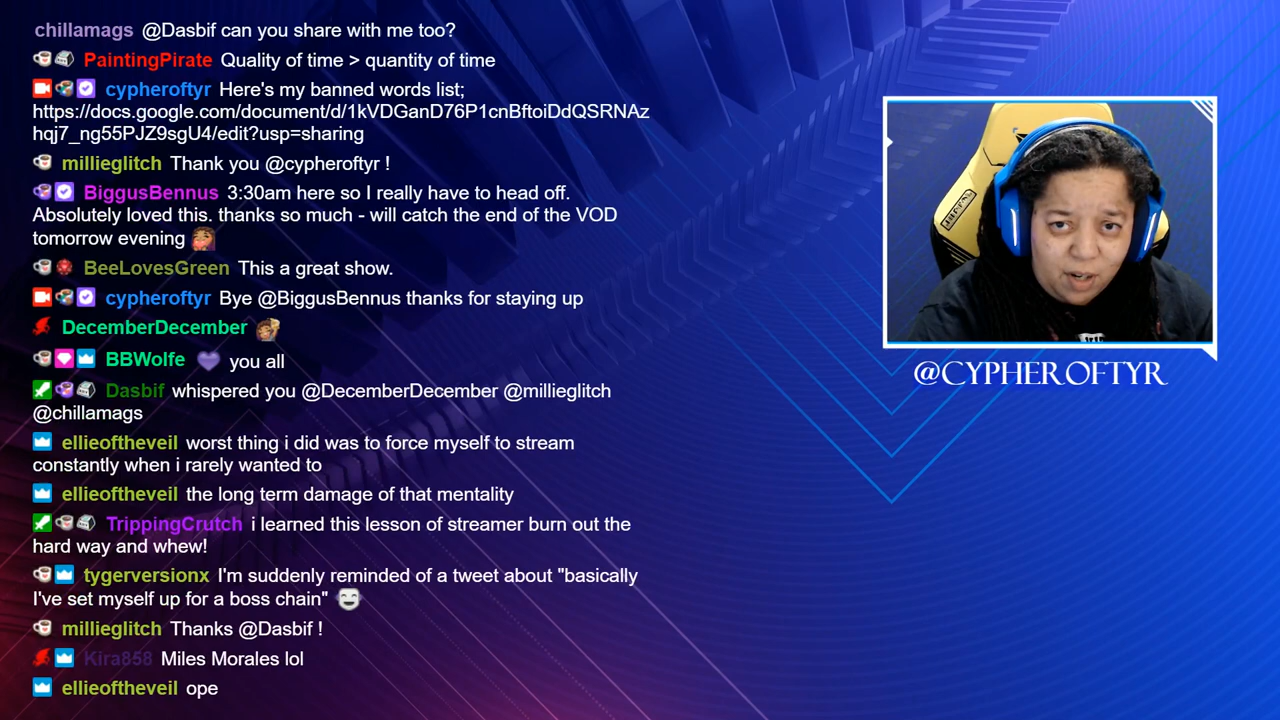 chillamags @Dasbif can you share with me too?
PaintingPirate Quality of time > quantity of time
cypheroftyr Here's my banned words list;
https://docs.google.com/document/d/1kVDGanD76P1cnBftoiDdQSRNAz
hqj7_ng55PJZ9sgU4/edit?usp=sharing
millieglitch Thank you @cypheroftyr !
BiggusBennus 3:30am here so I really have to head off.
Absolutely loved this. thanks so much - will catch the end of the VOD
tomorrow evening
BeeLovesGreen This a great show.
cypheroftyr Bye @BiggusBennus thanks for staying up
DecemberDecember
BBWolfe you all
Dasbif whispered you @DecemberDecember @millieglitch
@chillamags
ellieoftheveil worst thing i did was to force myself to stream
constantly when i rarely wanted to
ellieoftheveil the long term damage of that mentality
TrippingCrutch i learned this lesson of streamer burn out the
hard way and whew!
tygerversionx I'm suddenly reminded of a tweet about "basically
I've set myself up for a boss chain"
millieglitch Thanks @Dasbif !
Kira858 Miles Morales lol
ellieoftheveil ope
@CYPHEROFTYR